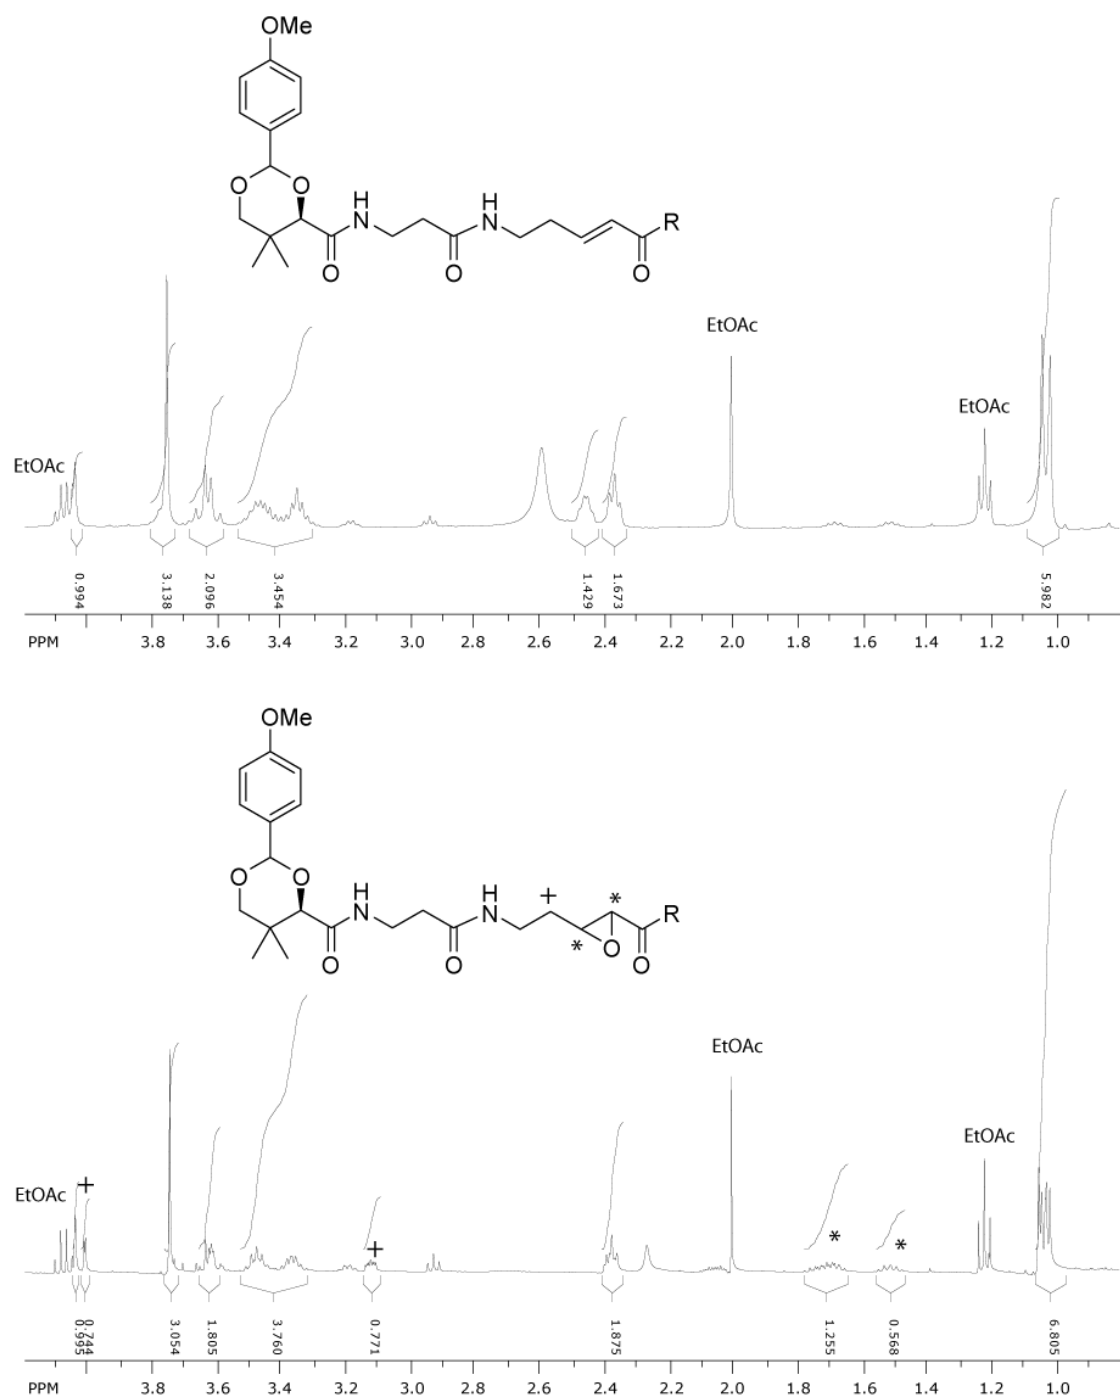 OMe
O
O
H
N
H
N
R
O
O
O
EtOAc
EtOAc
EtOAc
0.994
3.138
2.096
3.454
1.429
1.673
5.982
PPM 3.8 3.6 3.4 3.2 3.0 2.8 2.6 2.4 2.2 2.0 1.8 1.6 1.4 1.2 1.0
OMe
O
O
H
N
H
N
+
*
*
O
R
O
O
O
EtOAc
EtOAc
EtOAc
+
+
*
*
0.995
0.744
3.054
1.805
3.760
0.771
1.875
1.255
0.568
6.805
PPM 3.8 3.6 3.4 3.2 3.0 2.8 2.6 2.4 2.2 2.0 1.8 1.6 1.4 1.2 1.0